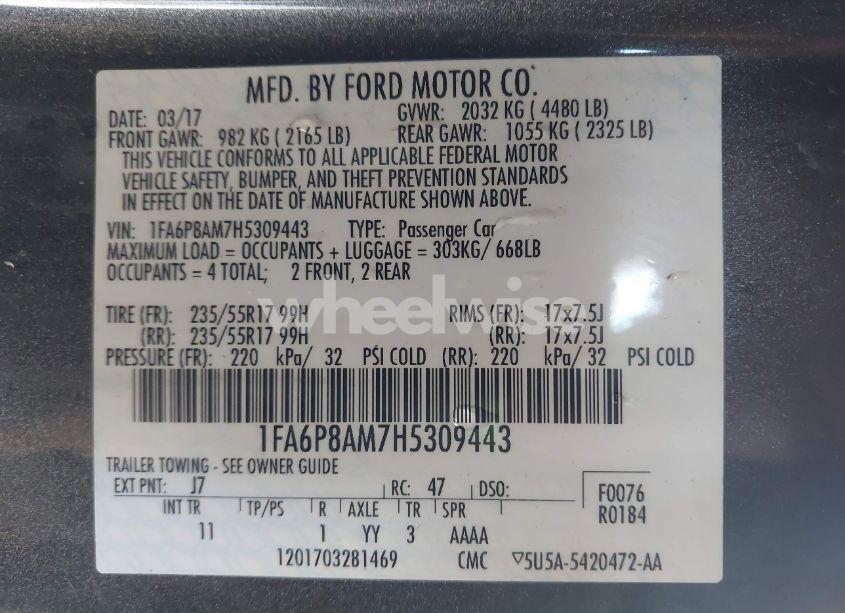 MFD. BY FORD MOTOR CO.
DATE: 03/17 GVWR: 2032 KG ( 4480 LB)
FRONT GAWR: 982 KG ( 2165 LB) REAR GAWR: 1055 KG ( 2325 LB)
THIS VEHICLE CONFORMS TO ALL APPLICABLE FEDERAL MOTOR
VEHICLE SAFETY, BUMPER, AND THEFT PREVENTION STANDARDS
IN EFFECT ON THE DATE OF MANUFACTURE SHOWN ABOVE.
VIN: 1FA6P8AM7H5309443 TYPE: Passenger Car
MAXIMUM LOAD = OCCUPANTS + LUGGAGE = 303KG/ 668LB
OCCUPANTS = 4 TOTAL; 2 FRONT, 2 REAR
wheelwise
TIRE (FR): 235/55R17 99H RIMS (FR): 17x7.5J
(RR): 235/55R17 99H (RR): 17x7.5J
PRESSURE (FR): 220 kPa/ 32 PSI COLD (RR): 220 kPa/ 32 PSI COLD
1FA6P8AM7H5309443
TRAILER TOWING - SEE OWNER GUIDE
EXT PNT: J7 RC: 47 DSO: F0076
INT TR TP/PS R AXLE TR SPR R0184
11 1 YY 3 AAAA
1201703281469 CMC ▽5U5A-5420472-AA